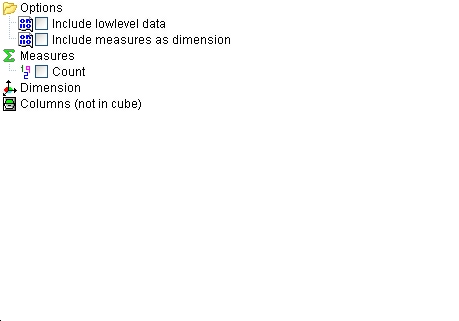 Options
Include lowlevel data
Include measures as dimension
Measures
Count
Dimension
Columns (not in cube)